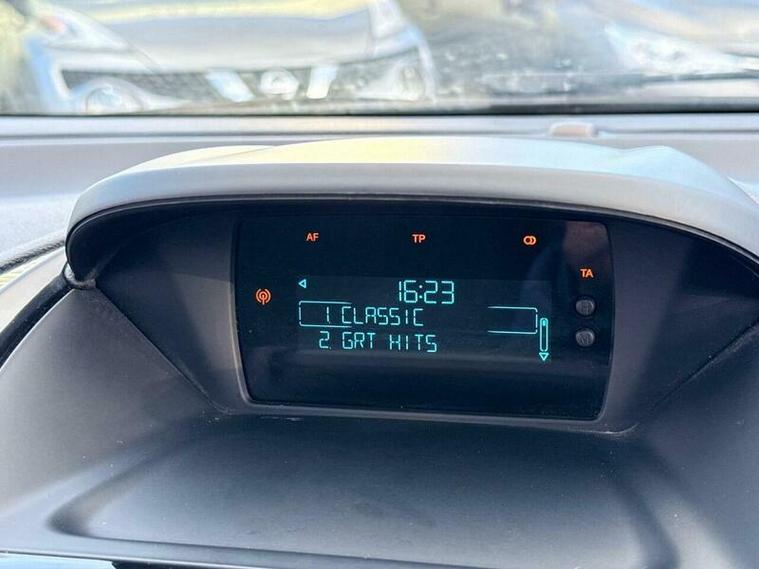 AF TP
TA
16:23
1 CLASSIC
2. GRT HITS